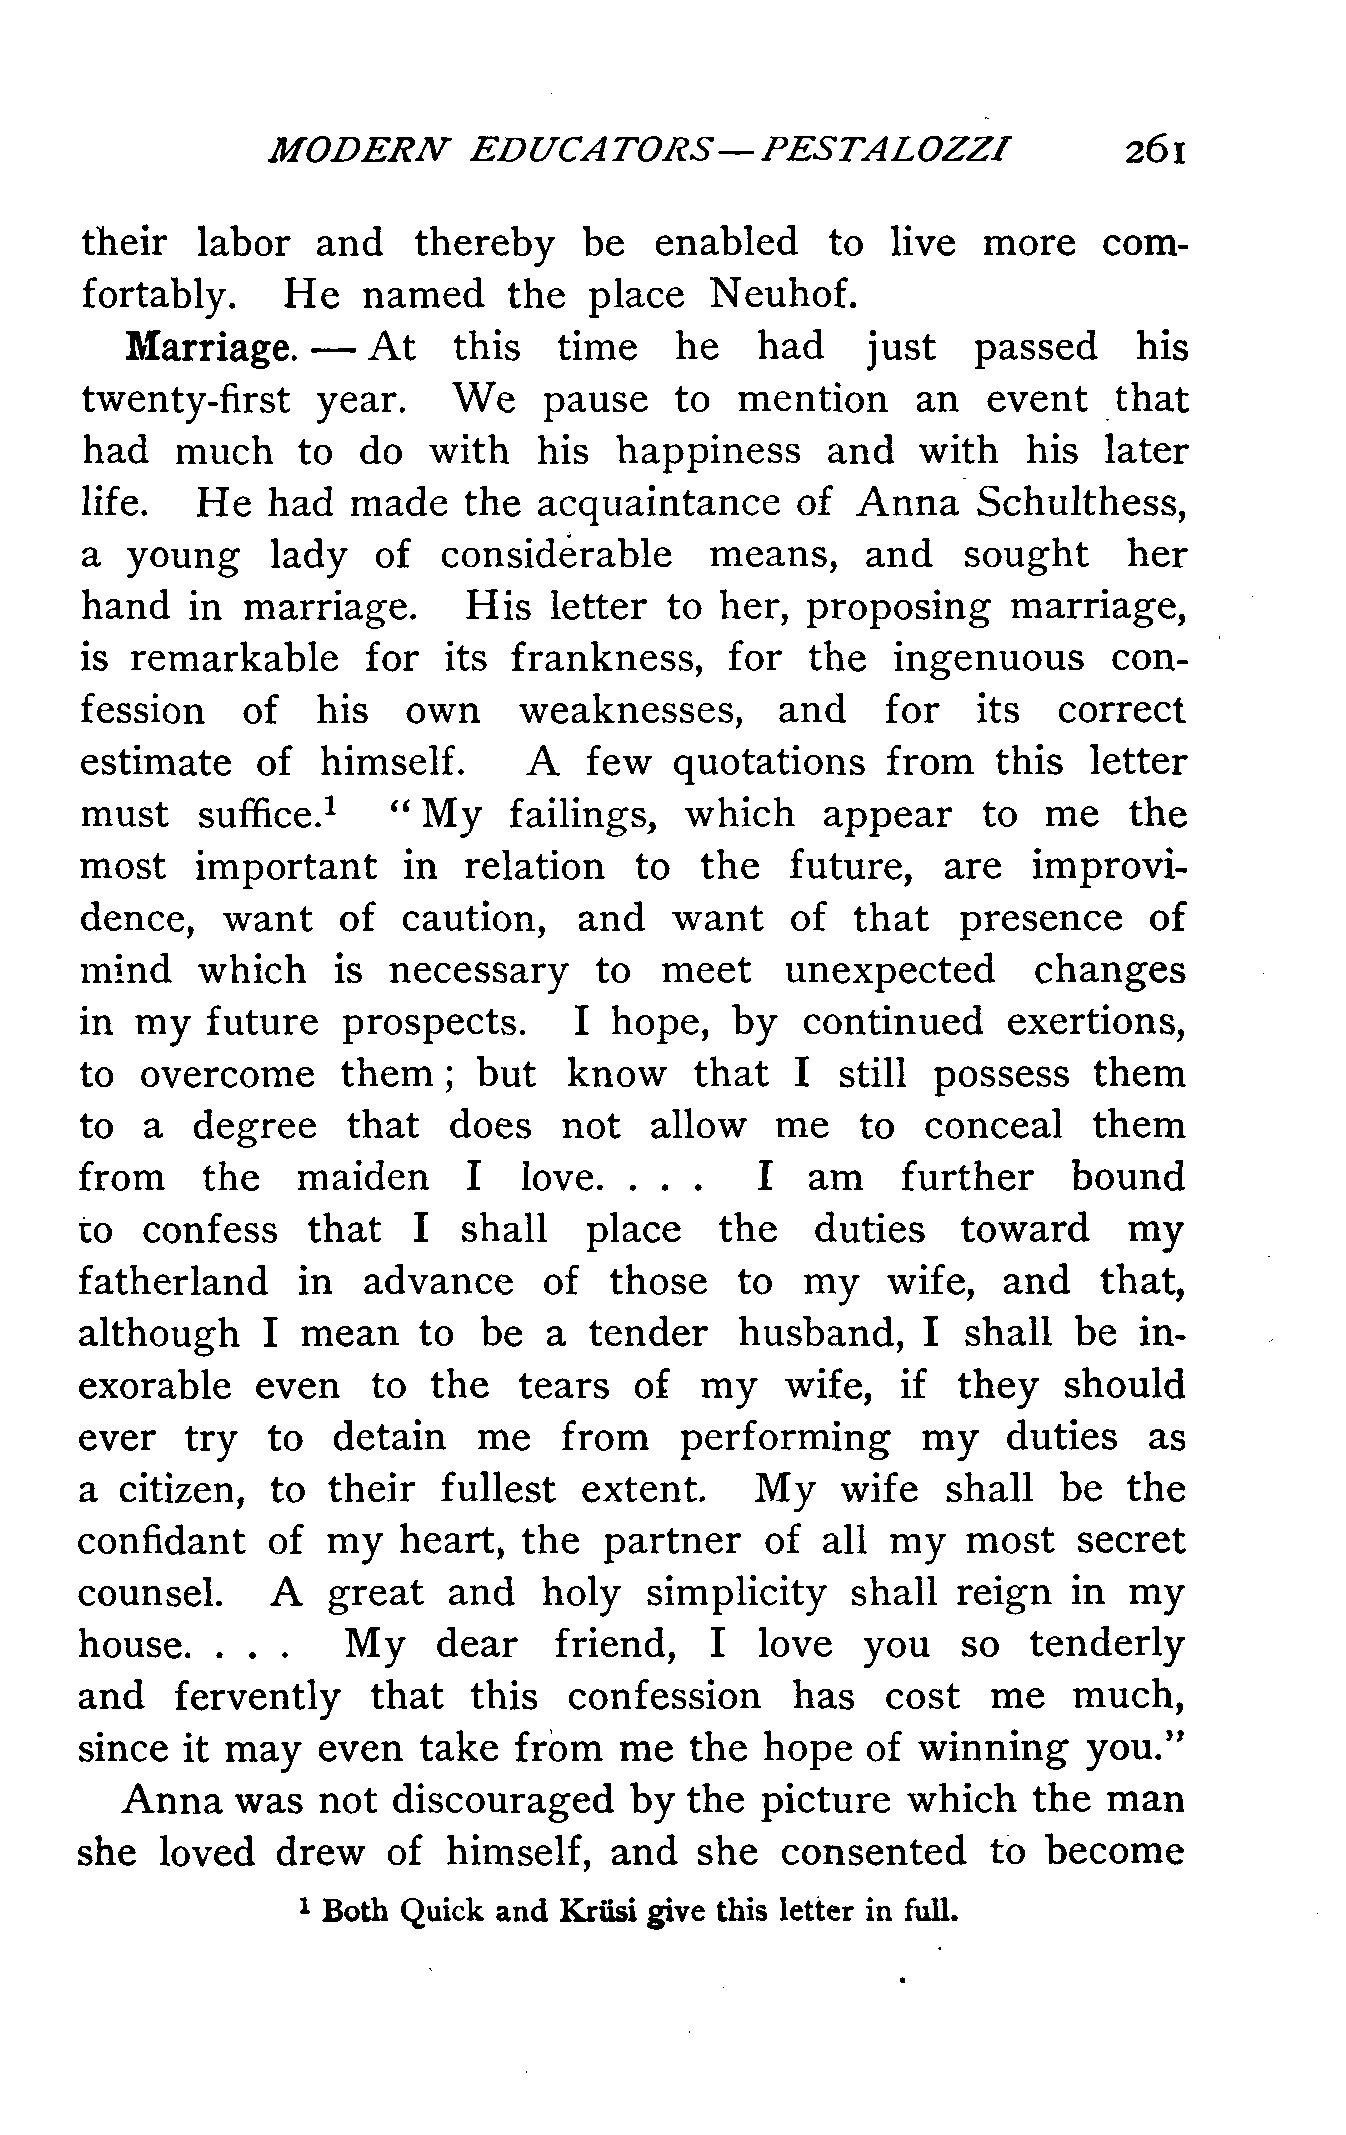 MODERN EDUCATORS—PESTALOZZI 261
their labor and thereby be enabled to live more com-
fortably. He named the place Neuhof.
Marriage. — At this time he had just passed his
twenty-first year. We pause to mention an event that
had much to do with his happiness and with his later
life. He had made the acquaintance of Anna Schulthess,
a young lady of considerable means, and sought her
hand in marriage. His letter to her, proposing marriage,
is remarkable for its frankness, for the ingenuous con-
fession of his own weaknesses, and for its correct
estimate of himself. A few quotations from this letter
must suffice.¹ “My failings, which appear to me the
most important in relation to the future, are improvi-
dence, want of caution, and want of that presence of
mind which is necessary to meet unexpected changes
in my future prospects. I hope, by continued exertions,
to overcome them; but know that I still possess them
to a degree that does not allow me to conceal them
from the maiden I love. . . . I am further bound
to confess that I shall place the duties toward my
fatherland in advance of those to my wife, and that,
although I mean to be a tender husband, I shall be in-
exorable even to the tears of my wife, if they should
ever try to detain me from performing my duties as
a citizen, to their fullest extent. My wife shall be the
confidant of my heart, the partner of all my most secret
counsel. A great and holy simplicity shall reign in my
house. . . . My dear friend, I love you so tenderly
and fervently that this confession has cost me much,
since it may even take from me the hope of winning you.”
Anna was not discouraged by the picture which the man
she loved drew of himself, and she consented to become
¹ Both Quick and Krüsi give this letter in full.